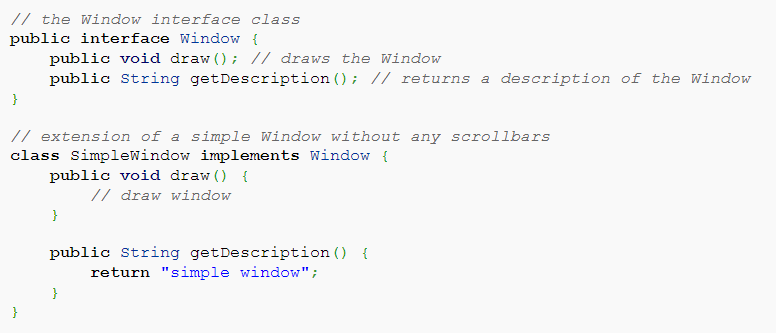 // the Window interface class
public interface Window {
    public void draw(); // draws the Window
    public String getDescription(); // returns a description of the Window
}

// extension of a simple Window without any scrollbars
class SimpleWindow implements Window {
    public void draw() {
        // draw window
    }

    public String getDescription() {
        return "simple window";
    }
}